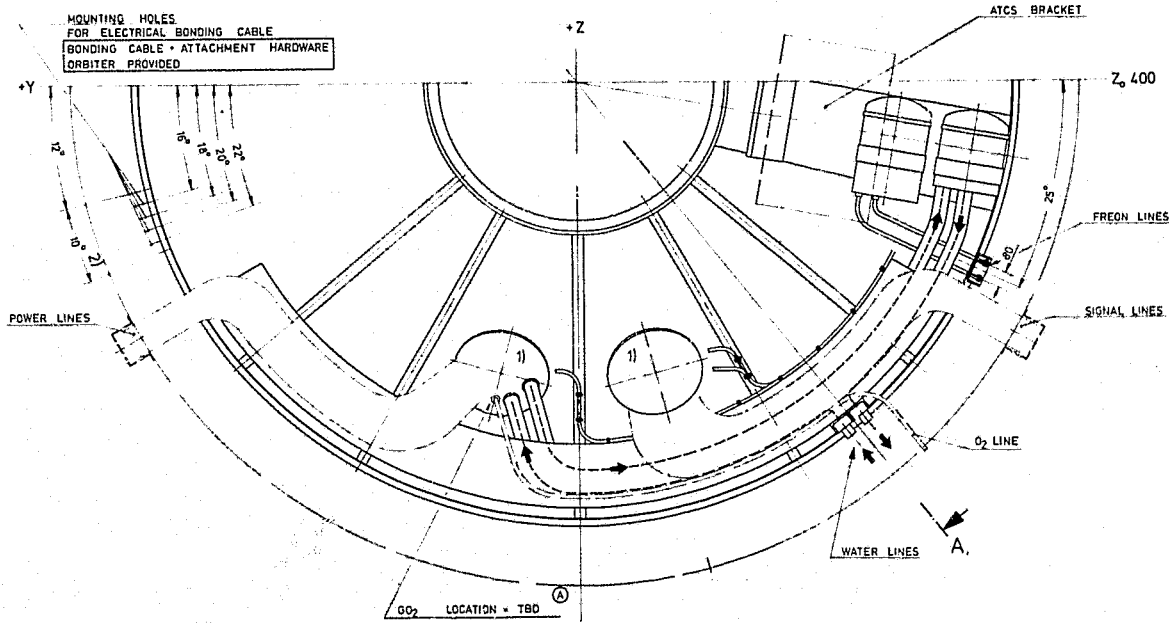 MOUNTING HOLES
FOR ELECTRICAL BONDING CABLE
BONDING CABLE + ATTACHMENT HARDWARE
ORBITER PROVIDED
+Z
ATCS BRACKET
+Y
Z₀ 400
12°
16°
18°
20°
22°
10°
2)
25°
80
FREON LINES
POWER LINES
SIGNAL LINES
1)
1)
O₂ LINE
WATER LINES
A.
A
GO₂ LOCATION = TBD